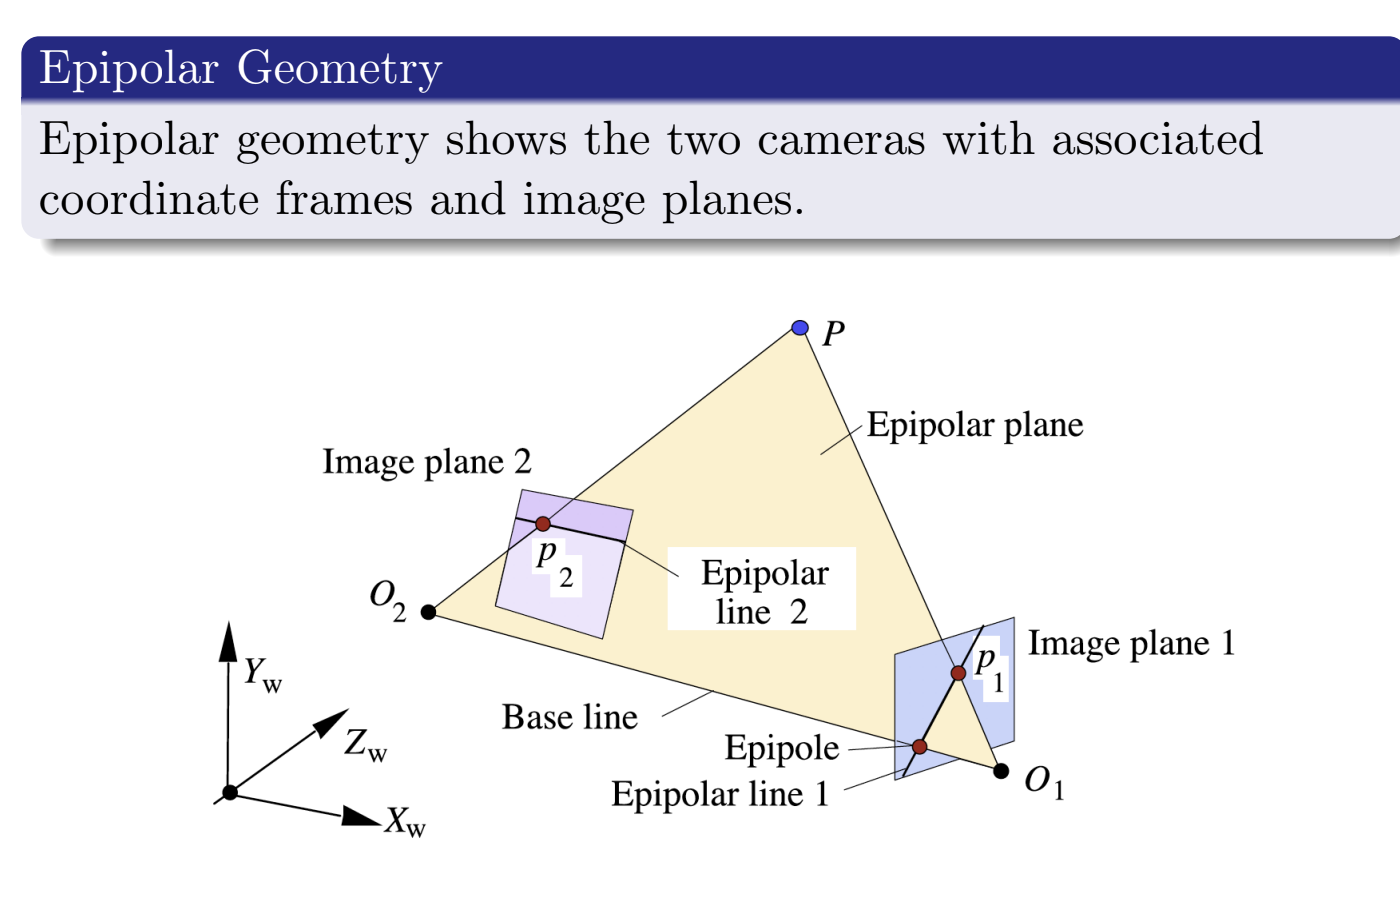 Epipolar Geometry
Epipolar geometry shows the two cameras with associated
coordinate frames and image planes.
P
Epipolar plane
Image plane 2
p2
Epipolar
line 2
O2
Image plane 1
p1
Yw
Base line
Zw
Epipole
Epipolar line 1
O1
Xw